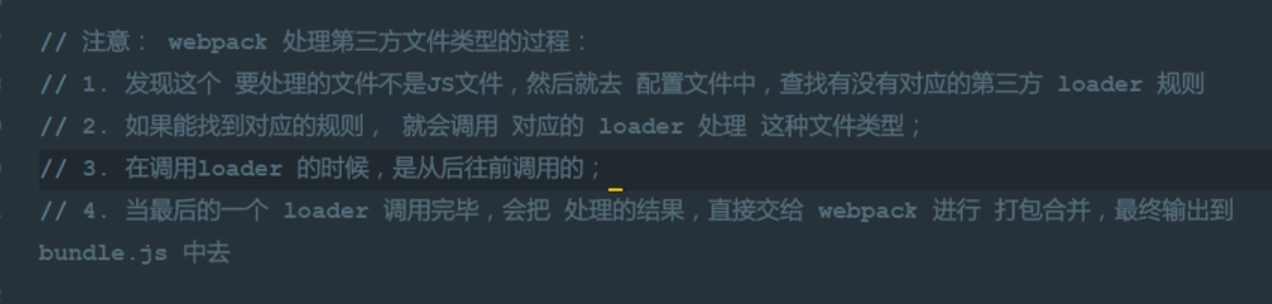 // 注意： webpack 处理第三方文件类型的过程：
// 1. 发现这个 要处理的文件不是JS文件，然后就去 配置文件中，查找有没有对应的第三方 loader 规则
// 2. 如果能找到对应的规则， 就会调用 对应的 loader 处理 这种文件类型；
// 3. 在调用loader 的时候，是从后往前调用的；
// 4. 当最后的一个 loader 调用完毕，会把 处理的结果，直接交给 webpack 进行 打包合并，最终输出到
bundle.js 中去